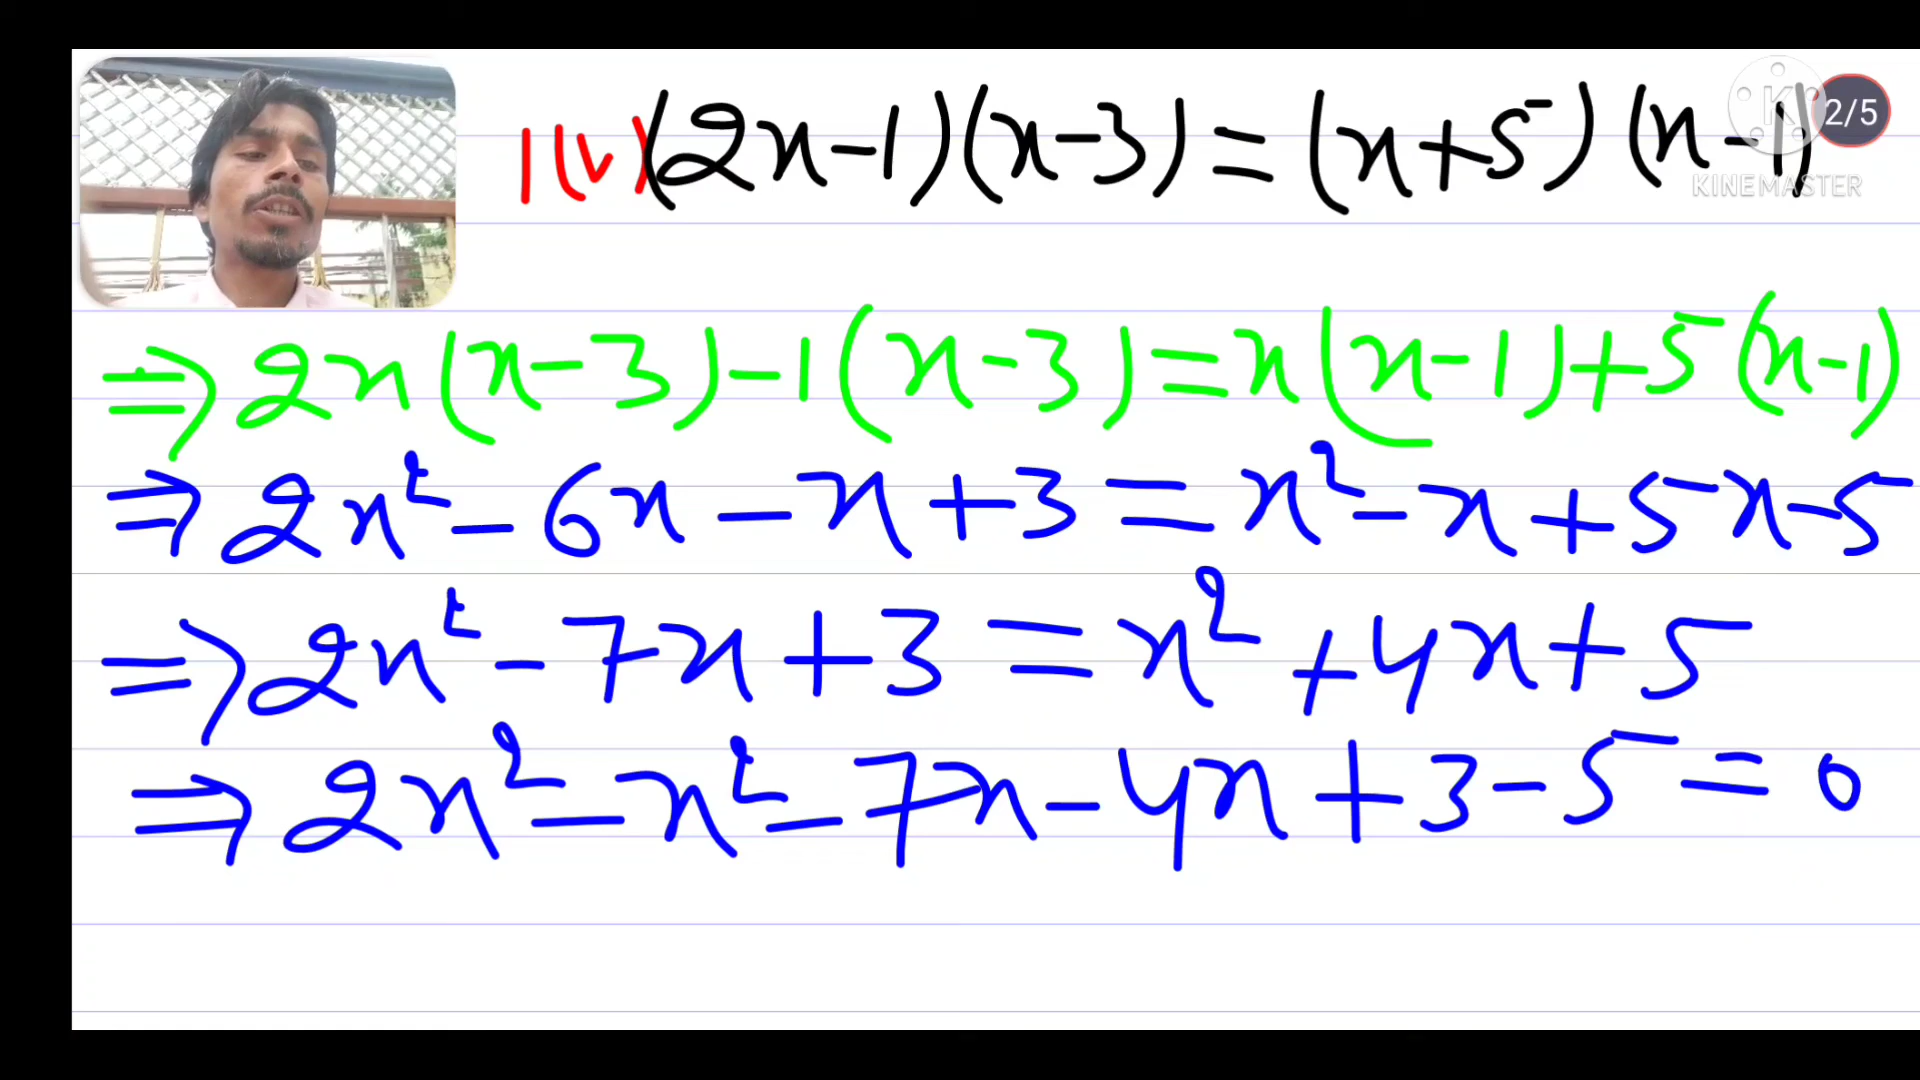 1(v) (2x-1)(x-3) = (x+5)(x-1)
2/5
KINEMASTER
⇒ 2x(x-3)-1(x-3) = x(x-1)+5(x-1)
⇒ 2x² - 6x - x + 3 = x² - x + 5x - 5
⇒ 2x² - 7x + 3 = x² + 4x + 5
⇒ 2x² - x² - 7x - 4x + 3 - 5 = 0